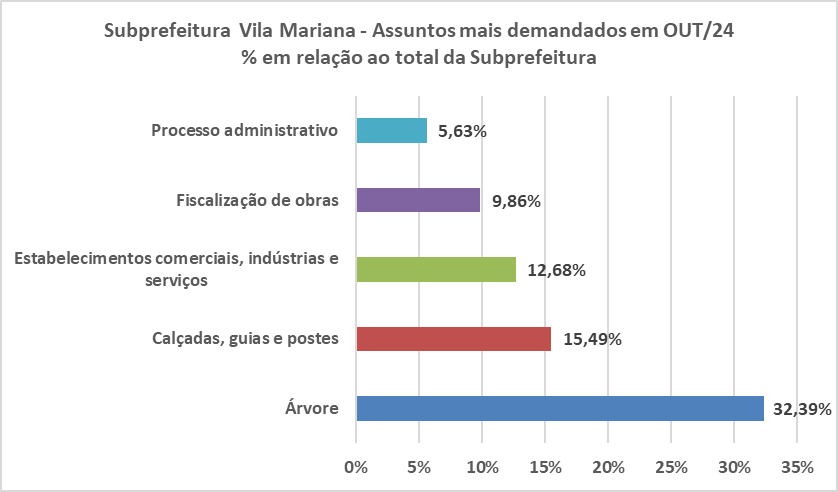 Subprefeitura Vila Mariana - Assuntos mais demandados em OUT/24
% em relação ao total da Subprefeitura
Processo administrativo
5,63%
Fiscalização de obras
9,86%
Estabelecimentos comerciais, indústrias e
serviços
12,68%
Calçadas, guias e postes
15,49%
Árvore
32,39%
0% 5% 10% 15% 20% 25% 30% 35%